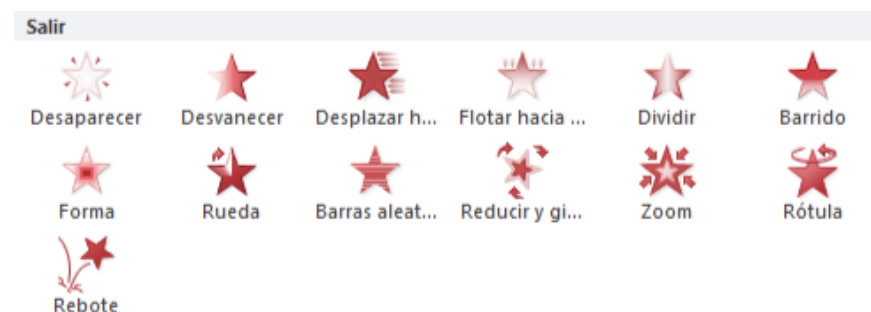 Salir
Desaparecer Desvanecer Desplazar h... Flotar hacia ... Dividir Barrido
Forma Rueda Barras aleat... Reducir y gi... Zoom Rótula
Rebote